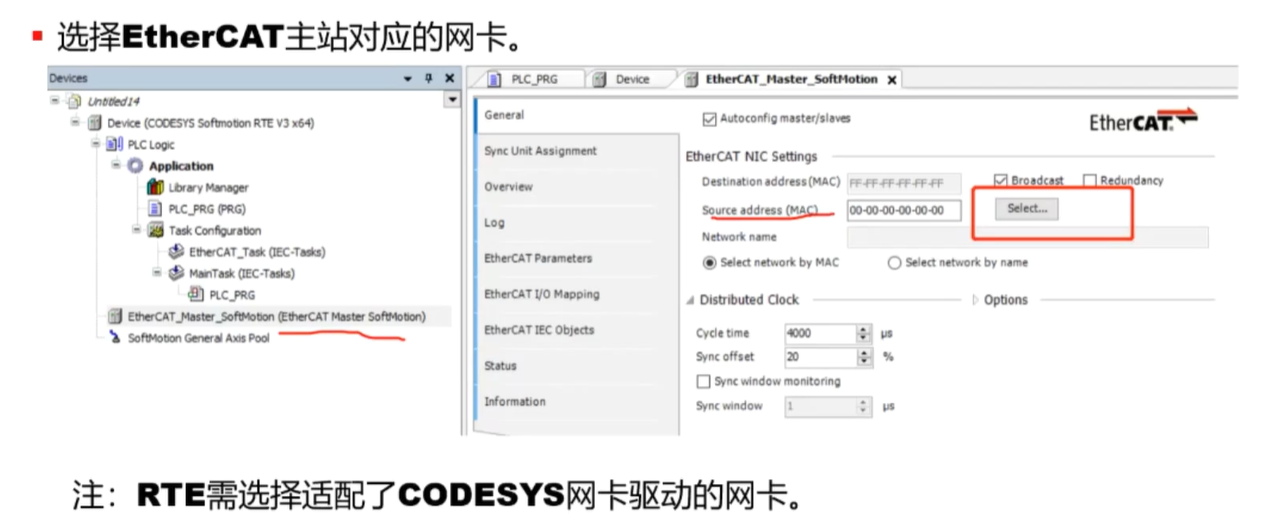 选择EtherCAT主站对应的网卡。
Devices
Untitled14
Device (CODESYS Softmotion RTE V3 x64)
PLC Logic
Application
Library Manager
PLC_PRG (PRG)
Task Configuration
EtherCAT_Task (IEC-Tasks)
MainTask (IEC-Tasks)
PLC_PRG
EtherCAT_Master_SoftMotion (EtherCAT Master SoftMotion)
SoftMotion General Axis Pool
PLC_PRG Device EtherCAT_Master_SoftMotion
General
Sync Unit Assignment
Overview
Log
EtherCAT Parameters
EtherCAT I/O Mapping
EtherCAT IEC Objects
Status
Information
Autoconfig master/slaves
EtherCAT
EtherCAT NIC Settings
Destination address (MAC) FF-FF-FF-FF-FF-FF Broadcast Redundancy
Source address (MAC) 00-00-00-00-00-00 Select...
Network name
Select network by MAC Select network by name
Distributed Clock Options
Cycle time 4000 µs
Sync offset 20 %
Sync window monitoring
Sync window 1 µs
注：RTE需选择适配了CODESYS网卡驱动的网卡。